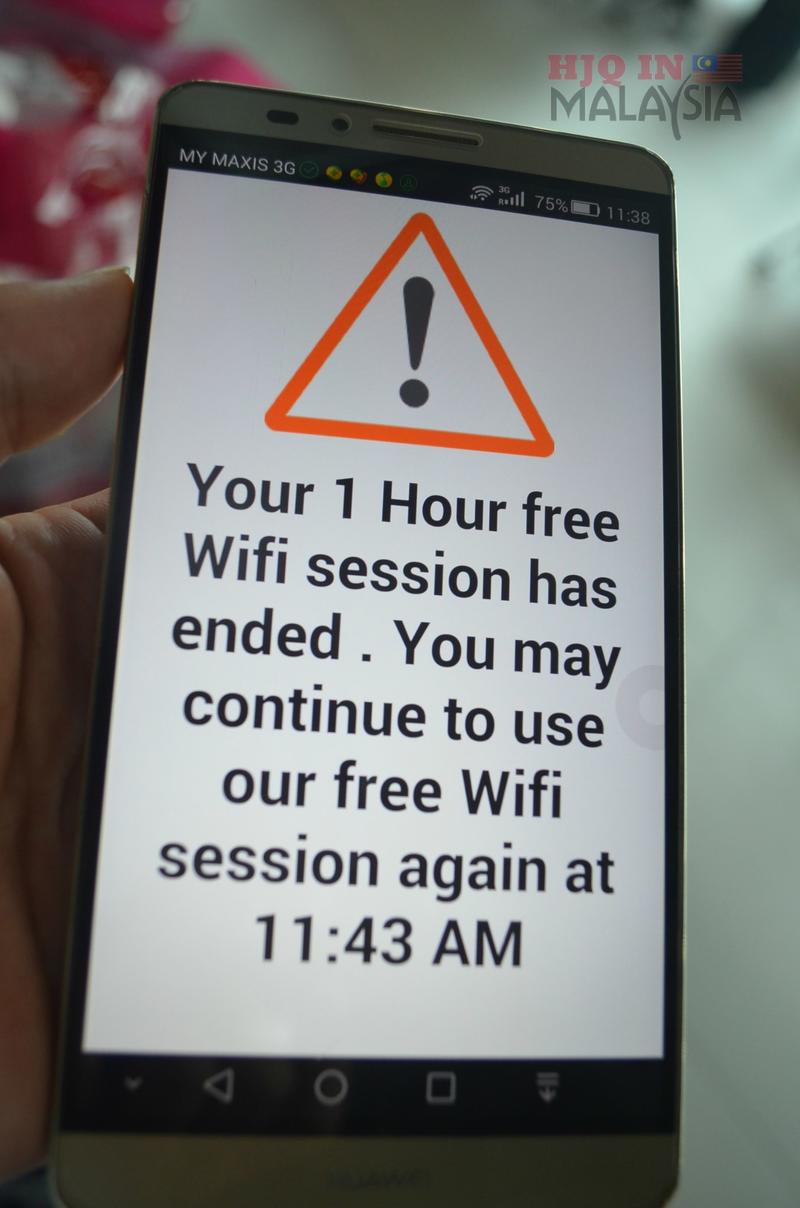 HJQ IN
MALAYSIA
MY MAXIS 3G
3G
R
75%
11:38
Your 1 Hour free
Wifi session has
ended . You may
continue to use
our free Wifi
session again at
11:43 AM
HUAWEI